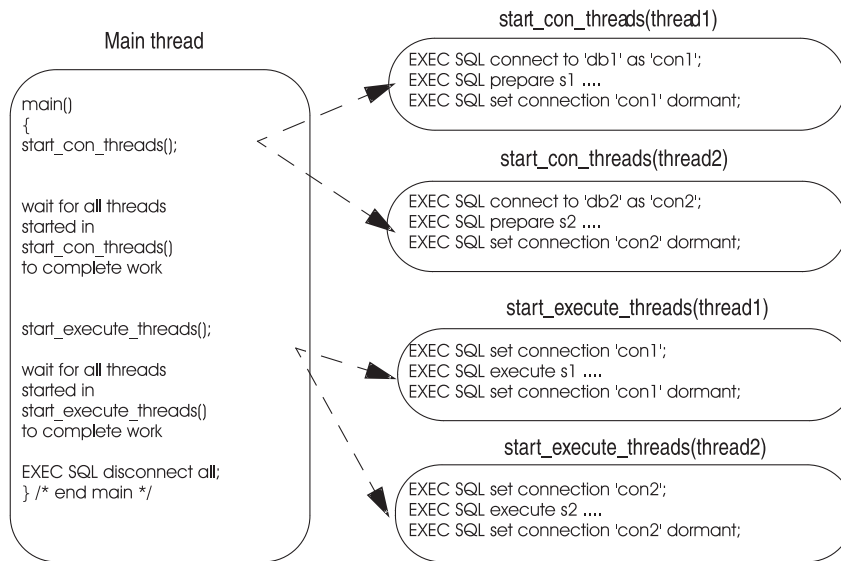 Main thread
main()
{
start_con_threads();
wait for all threads
started in
start_con_threads()
to complete work
start_execute_threads();
wait for all threads
started in
start_execute_threads()
to complete work
EXEC SQL disconnect all;
} /* end main */
start_con_threads(thread1)
EXEC SQL connect to 'db1' as 'con1';
EXEC SQL prepare s1 ....
EXEC SQL set connection 'con1' dormant;
start_con_threads(thread2)
EXEC SQL connect to 'db2' as 'con2';
EXEC SQL prepare s2 ....
EXEC SQL set connection 'con2' dormant;
start_execute_threads(thread1)
EXEC SQL set connection 'con1';
EXEC SQL execute s1 ....
EXEC SQL set connection 'con1' dormant;
start_execute_threads(thread2)
EXEC SQL set connection 'con2';
EXEC SQL execute s2 ....
EXEC SQL set connection 'con2' dormant;